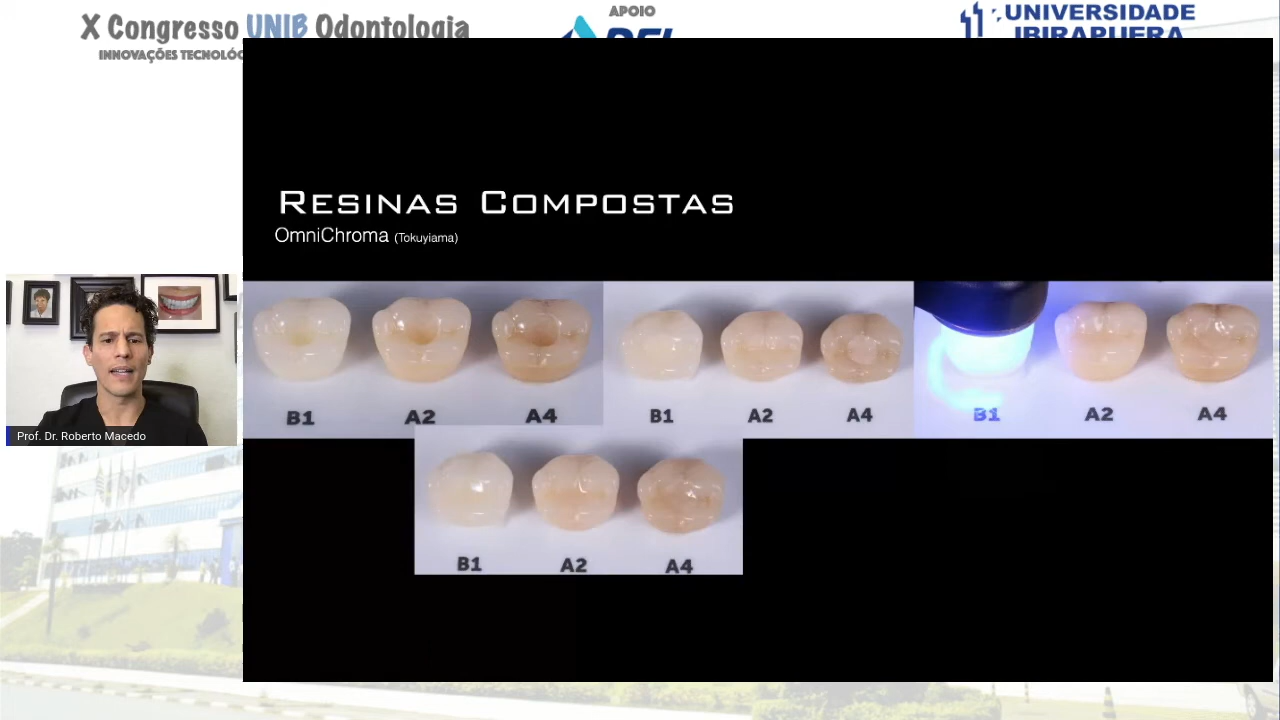 X Congresso UNIB Odontologia
APOIO
UNIVERSIDADE
IBIRAPUERA
RESINAS COMPOSTAS
OmniChroma (Tokuyiama)
B1 A2 A4
B1 A2 A4
B1 A2 A4
Prof. Dr. Roberto Macedo
B1 A2 A4